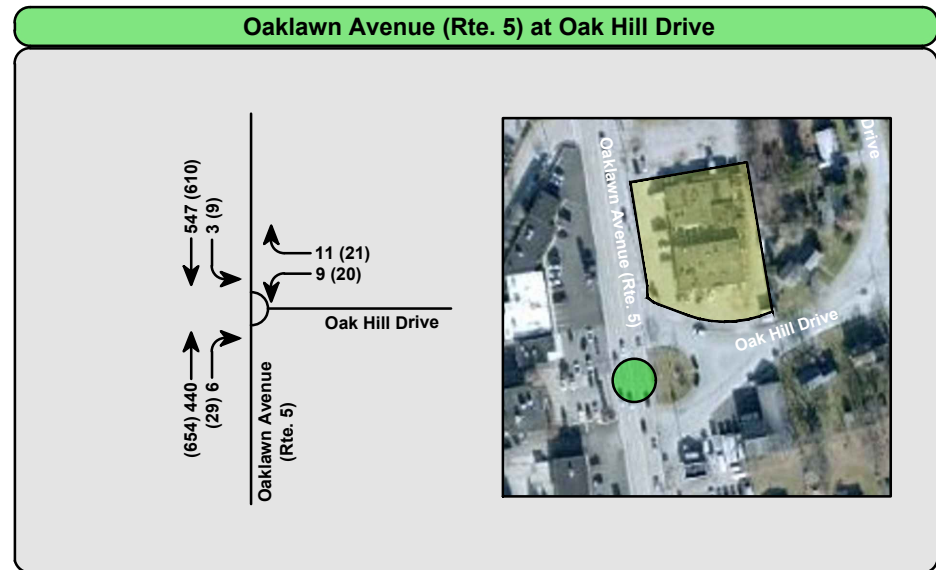 Oaklawn Avenue (Rte. 5) at Oak Hill Drive
547 (610)
3 (9)
11 (21)
9 (20)
Oak Hill Drive
(654) 440
(29) 6
Oaklawn Avenue
(Rte. 5)
Drive
Oaklawn Avenue (Rte. 5)
Oak Hill Drive